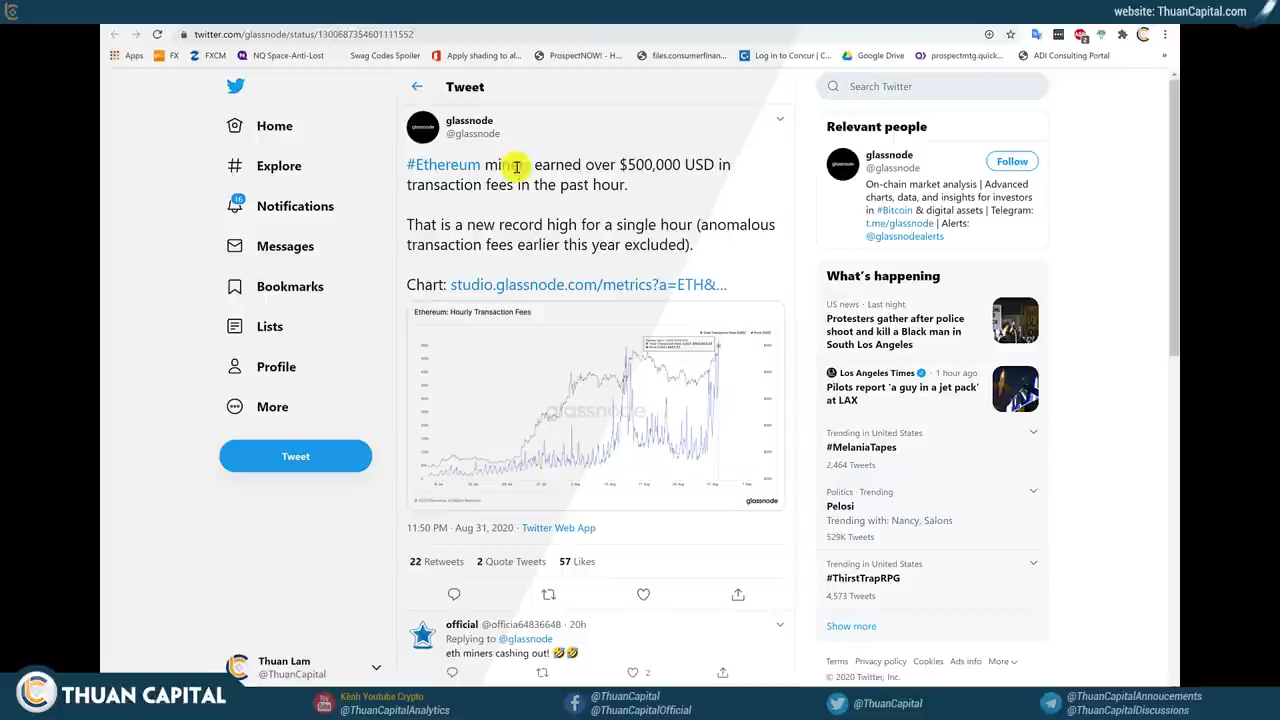 website: ThuanCapital.com
twitter.com/glassnode/status/1300687354601111552
Apps
FX
FXCM
NQ Space-Anti-Lost
Swag Codes Spoiler
Apply shading to al...
ProspectNOW! - H...
files.consumerfinan...
Log in to Concur | C...
Google Drive
prospectmtg.quick...
ADI Consulting Portal
»
Home
Explore
16
Notifications
Messages
Bookmarks
Lists
Profile
More
Tweet
Thuan Lam
@ThuanCapital
Tweet
glassnode
glassnode
@glassnode
#Ethereum miners earned over $500,000 USD in
transaction fees in the past hour.
That is a new record high for a single hour (anomalous
transaction fees earlier this year excluded).
Chart: studio.glassnode.com/metrics?a=ETH&...
Ethereum: Hourly Transaction Fees
glassnode
glassnode
11:50 PM · Aug 31, 2020 · Twitter Web App
22 Retweets 2 Quote Tweets 57 Likes
official @officia64836648 · 20h
Replying to @glassnode
eth miners cashing out! 🤣🤣
2
Search Twitter
Relevant people
glassnode
glassnode
@glassnode
Follow
On-chain market analysis | Advanced
charts, data, and insights for investors
in #Bitcoin & digital assets | Telegram:
t.me/glassnode | Alerts:
@glassnodealerts
What's happening
US news · Last night
Protesters gather after police
shoot and kill a Black man in
South Los Angeles
Los Angeles Times · 1 hour ago
Pilots report 'a guy in a jet pack'
at LAX
Trending in United States
#MelaniaTapes
2,464 Tweets
Politics · Trending
Pelosi
Trending with: Nancy, Salons
529K Tweets
Trending in United States
#ThirstTrapRPG
4,573 Tweets
Show more
Terms Privacy policy Cookies Ads info More
© 2020 Twitter, Inc.
THUAN CAPITAL
Kênh Youtube Crypto
@ThuanCapitalAnalytics
@ThuanCapital
@ThuanCapitalOfficial
@ThuanCapital
@ThuanCapitalAnnoucements
@ThuanCapitalDiscussions